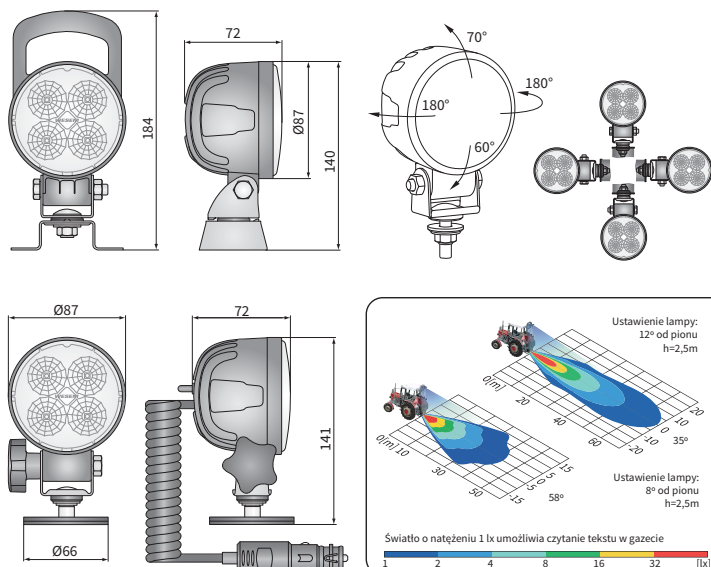 72
70°
180°
180°
60°
184
Ø87
140
Ø87
72
141
Ø66
Ustawienie lampy:
12º od pionu
h=2,5m
0[m]
20
40
60
-20
-10
0
10
20
35º
0[m]
10
30
50
-15
-5
0
5
15
58º
Ustawienie lampy:
8º od pionu
h=2,5m
Światło o natężeniu 1 lx umożliwia czytanie tekstu w gazecie
1 2 4 8 16 32 [lx]